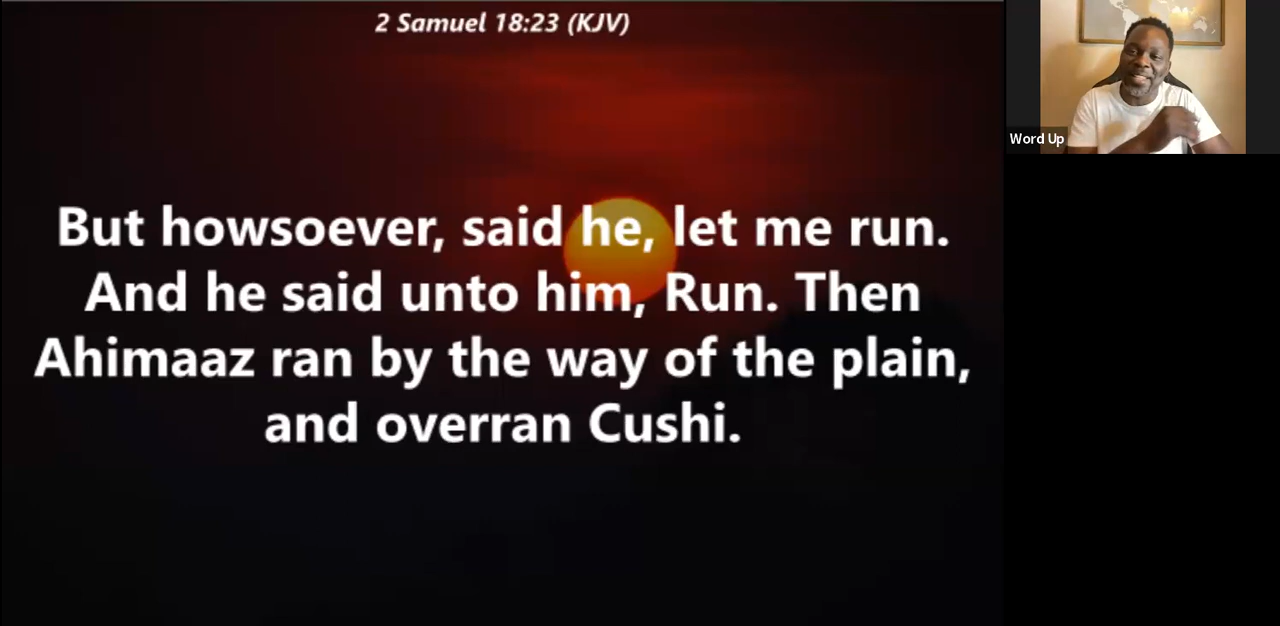 2 Samuel 18:23 (KJV)
But howsoever, said he, let me run.
And he said unto him, Run. Then
Ahimaaz ran by the way of the plain,
and overran Cushi.
Word Up